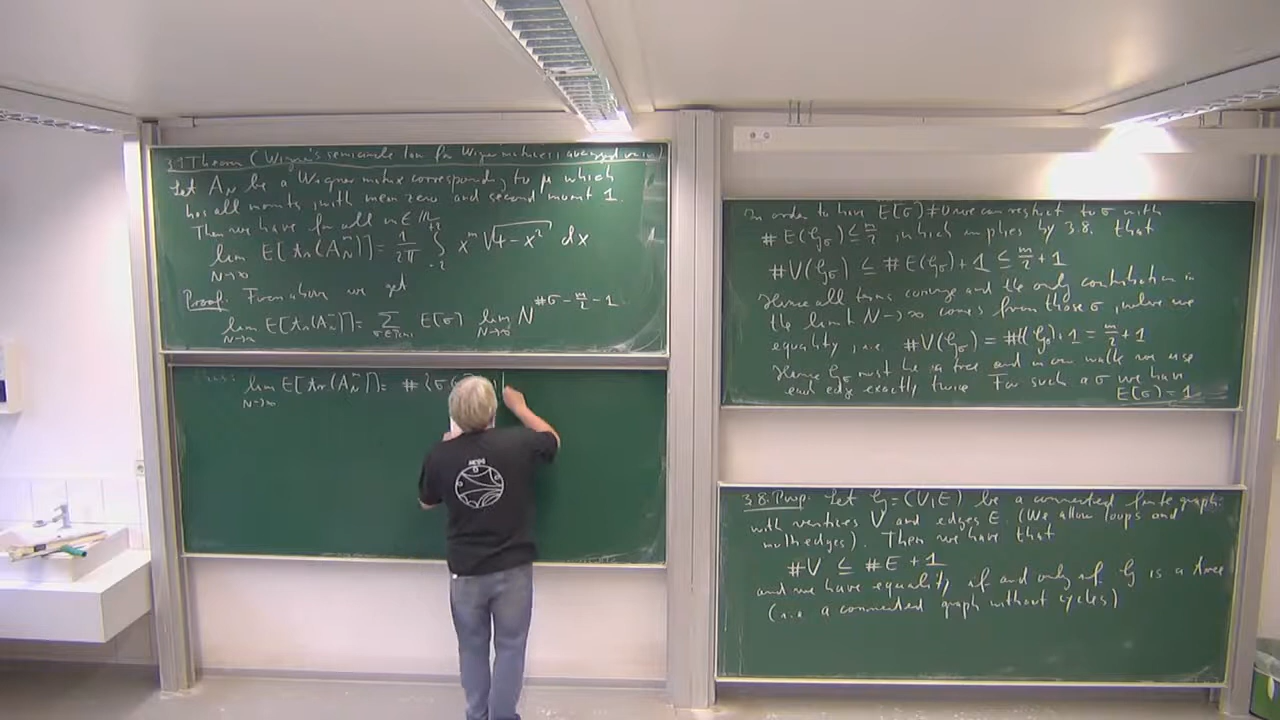 3.9 Theorem (Wigner's semicircle law for Wigner matrices, averaged version)
Let A_N be a Wigner matrix corresponding to μ which
has all moments, with mean zero and second moment 1.
Then we have for all m ∈ ℕ
lim_{N→∞} E[tr(A_N^m)] = 1/2π ∫_{-2}^{+2} x^m √(4-x²) dx
Proof. From above we get
lim_{N→∞} E[tr(A_N^m)] = Σ_{σ∈P(m)} E(σ) lim_{N→∞} N^{#σ - m/2 - 1}
Thus: lim_{N→∞} E[tr(A_N^m)] = # {σ ∈
In order to have E(σ) ≠ 0 we can restrict to σ with
#E(G_σ) ≤ m/2, which implies by 3.8. that
#V(G_σ) ≤ #E(G_σ)+1 ≤ m/2+1
Hence all terms converge and the only contribution in
the limit N→∞ comes from those σ, where we
equality, i.e. #V(G_σ) = #E(G_σ)+1 = m/2+1
Hence G_σ must be a tree and in our walk we use
each edge exactly twice. For such a σ we have
E(σ) = 1
3.8. Prop. Let G = (V,E) be a connected finite graph
with vertices V and edges E. (We allow loops and
multiedges). Then we have that
#V ≤ #E+1
and we have equality if and only if G is a tree
(i.e. a connected graph without cycles)